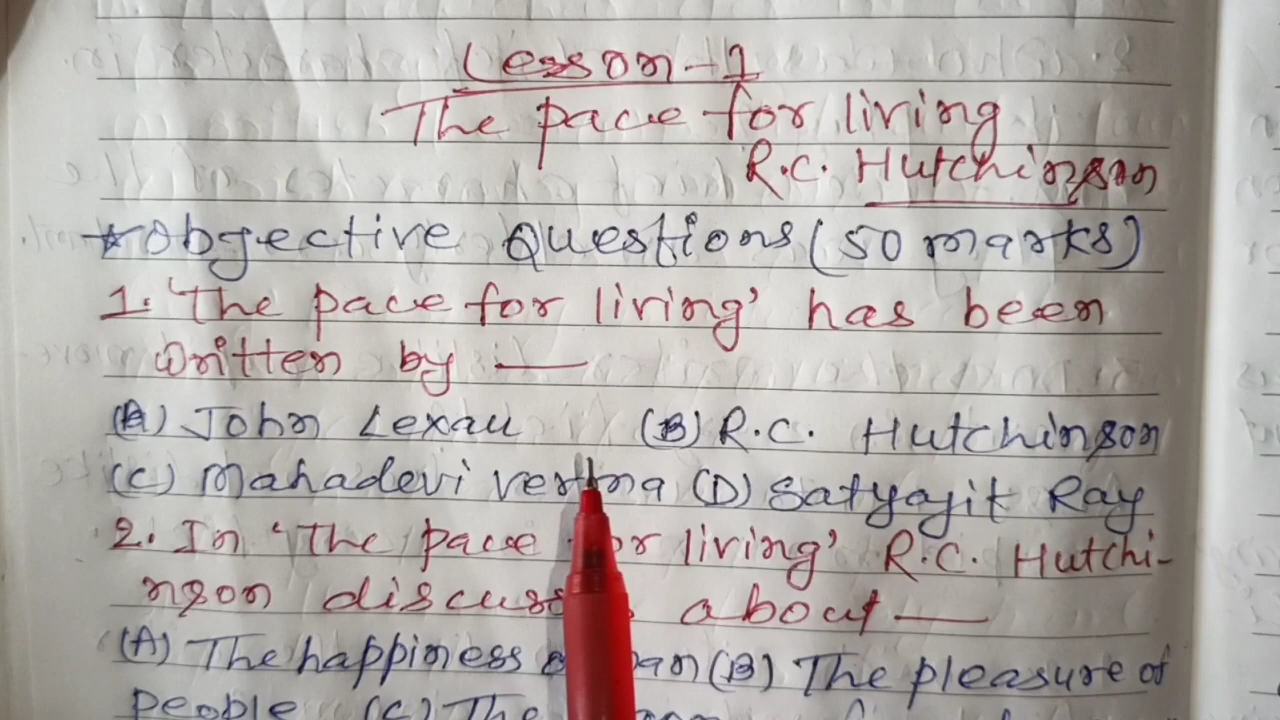 Lesson-1
The pace for living
R.C. Hutchinson
*Objective Questions (50 marks)
1. 'The pace for living' has been
written by —
(A) John Lexau (B) R.C. Hutchinson
(C) Mahadevi verma (D) Satyajit Ray
2. In 'The pace for living' R.C. Hutchi-
nson discusses about —
(A) The happiness (B) The pleasure of
people (C) The